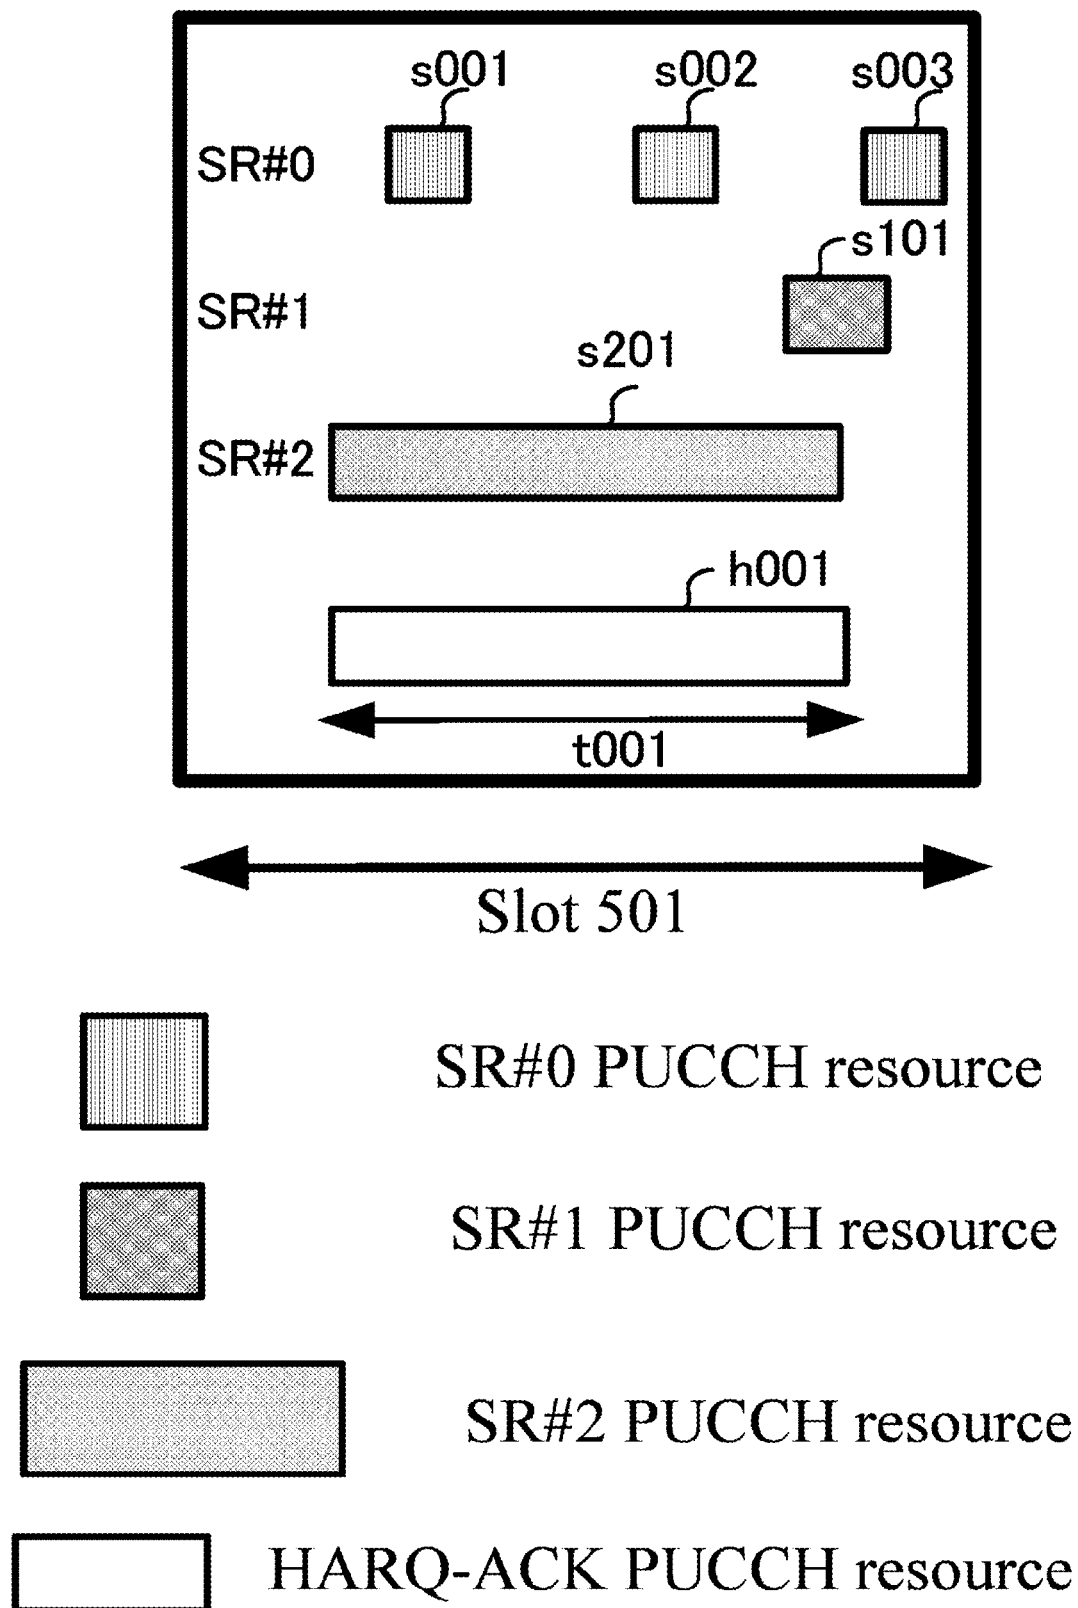 s001 s002 s003
SR#0
s101
SR#1
s201
SR#2
h001
t001
Slot 501
SR#0 PUCCH resource
SR#1 PUCCH resource
SR#2 PUCCH resource
HARQ-ACK PUCCH resource